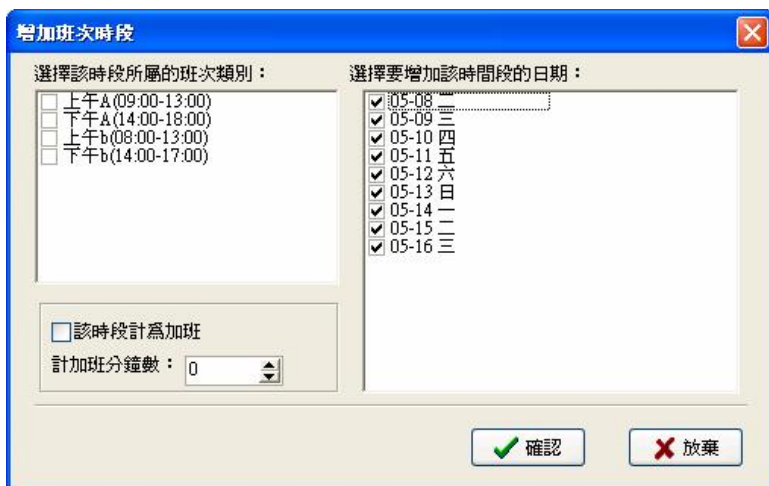 增加班次時段
選擇該時段所屬的班次類別：
上午A(09:00-13:00)
下午A(14:00-18:00)
上午b(08:00-13:00)
下午b(14:00-17:00)
該時段計爲加班
計加班分鐘數：0
選擇要增加該時間段的日期：
05-08 二
05-09 三
05-10 四
05-11 五
05-12 六
05-13 日
05-14 一
05-15 二
05-16 三
確認
放棄